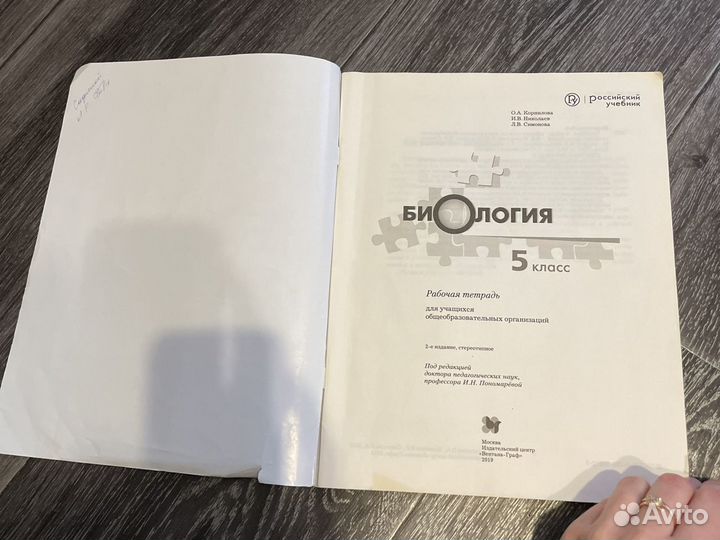 Российский
учебник
О.А. Корнилова
И.В. Николаев
Л.В. Симонова
БИОЛОГИЯ
5 класс
Рабочая тетрадь
для учащихся
общеобразовательных организаций
2-е издание, стереотипное
Под редакцией
доктора педагогических наук,
профессора И.Н. Пономарёвой
Москва
Издательский центр
«Вентана-Граф»
2019
Avito